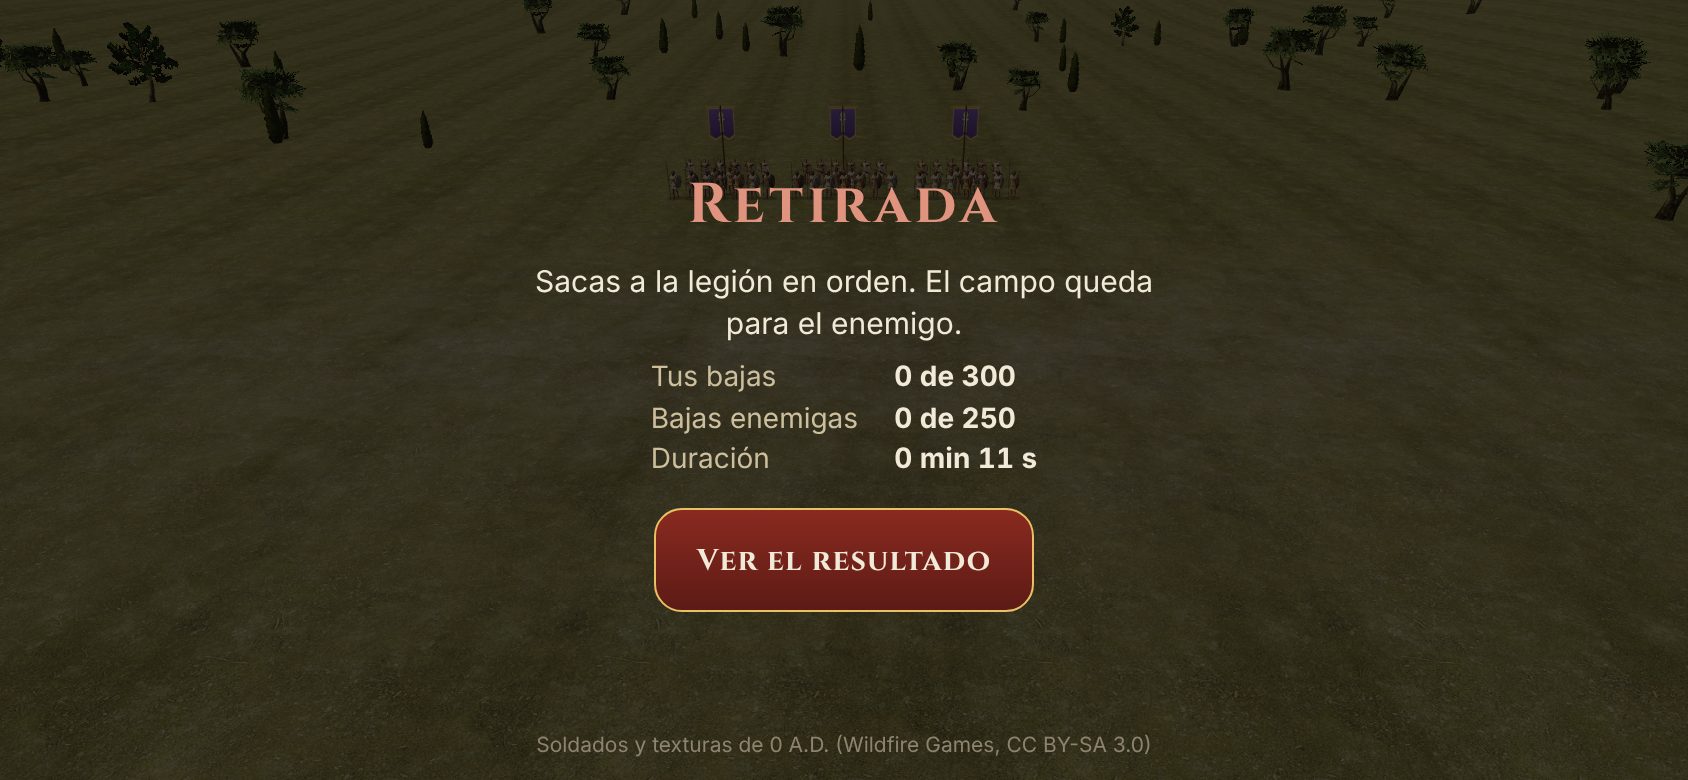 Retirada
Sacas a la legión en orden. El campo queda
para el enemigo.
Tus bajas 0 de 300
Bajas enemigas 0 de 250
Duración 0 min 11 s
Ver el resultado
Soldados y texturas de 0 A.D. (Wildfire Games, CC BY-SA 3.0)